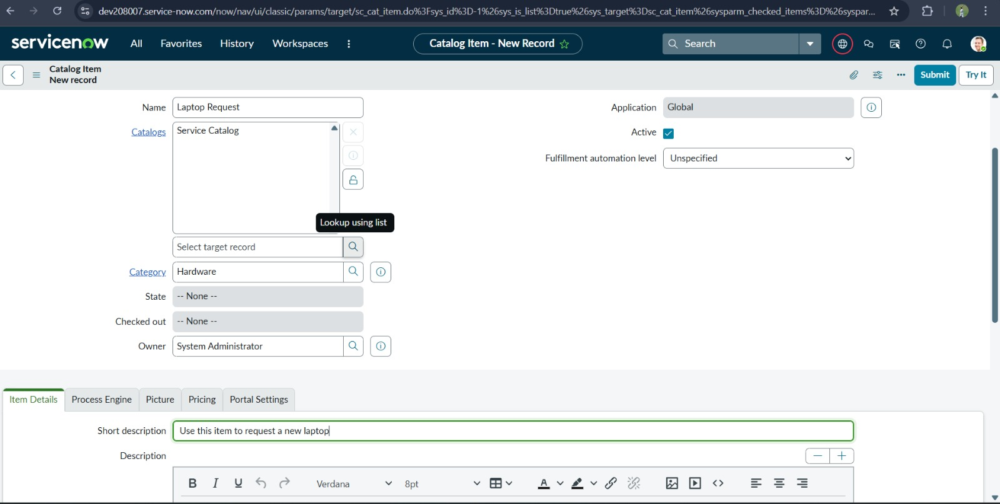 dev208007.service-now.com/now/nav/ui/classic/params/target/sc_cat_item.do%3Fsys_id%3D-1%26sys_is_list%3Dtrue%26sys_target%3Dsc_cat_item%26sysparm_checked_items%3D%26syspar...
servicenow All Favorites History Workspaces Catalog Item - New Record Search
Catalog Item
New record
Submit Try It
Name Laptop Request Application Global
Catalogs Service Catalog Active
Fulfillment automation level Unspecified
Lookup using list
Select target record
Category Hardware
State -- None --
Checked out -- None --
Owner System Administrator
Item Details Process Engine Picture Pricing Portal Settings
Short description Use this item to request a new laptop
Description
B I U Verdana 8pt A